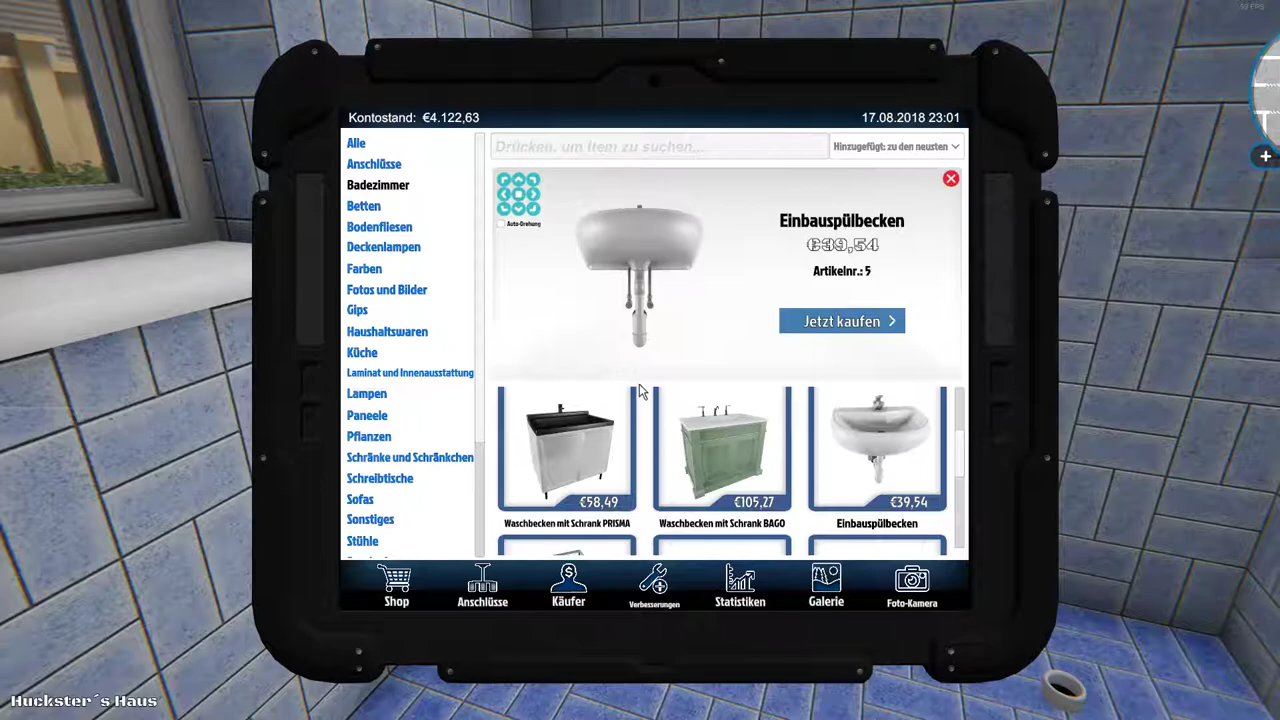 53 FPS
Kontostand: €4.122,63
17.08.2018 23:01
Alle
Anschlüsse
Badezimmer
Betten
Bodenfliesen
Deckenlampen
Farben
Fotos und Bilder
Gips
Haushaltswaren
Küche
Laminat und Innenausstattung
Lampen
Paneele
Pflanzen
Schränke und Schränkchen
Schreibtische
Sofas
Sonstiges
Stühle
Drücken, um Item zu suchen...
Hinzugefügt: zu den neusten
Auto-Drehung
Einbauspülbecken
€39,54
Artikelnr.: 5
Jetzt kaufen
€58,49
€105,27
€39,54
Waschbecken mit Schrank PRISMA
Waschbecken mit Schrank BAGO
Einbauspülbecken
Shop
Anschlüsse
Käufer
Verbesserungen
Statistiken
Galerie
Foto-Kamera
Huckster´s Haus